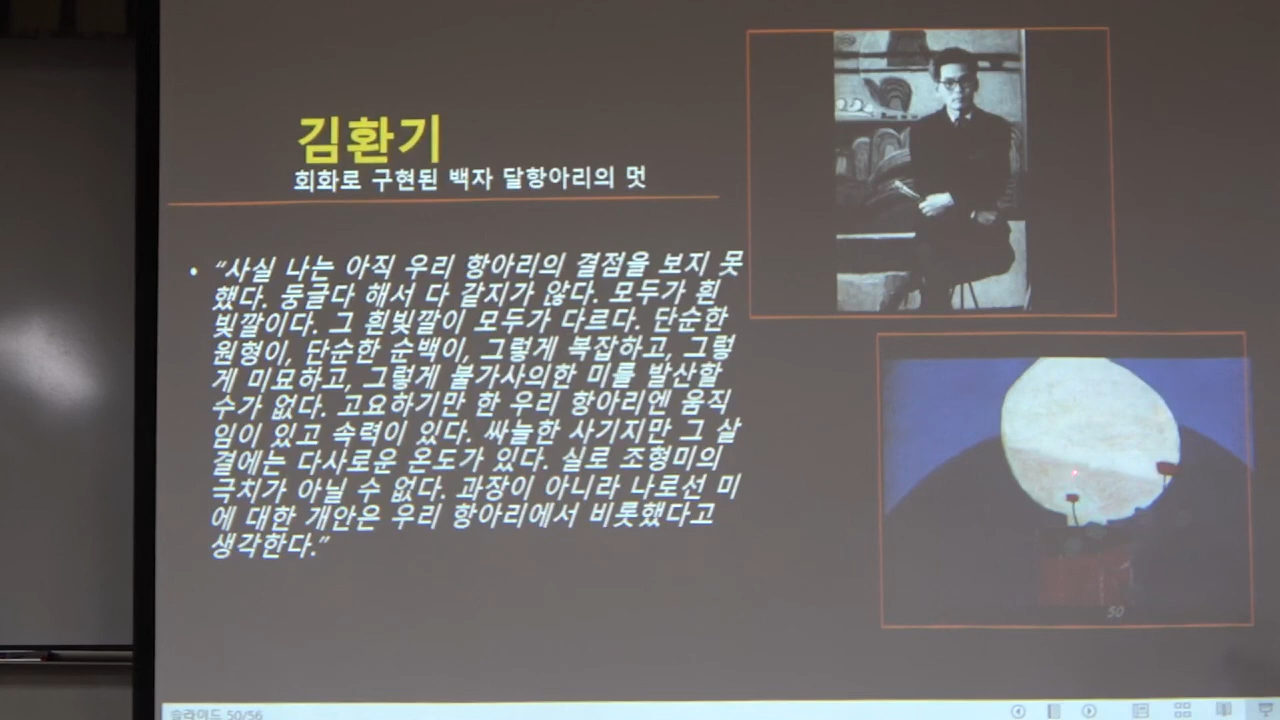 김환기
회화로 구현된 백자 달항아리의 멋
• “사실 나는 아직 우리 항아리의 결점을 보지 못
했다. 둥글다 해서 다 같지가 않다. 모두가 흰
빛깔이다. 그 흰빛깔이 모두가 다르다. 단순한
원형이, 단순한 순백이, 그렇게 복잡하고, 그렇
게 미묘하고, 그렇게 불가사의한 미를 발산할
수가 없다. 고요하기만 한 우리 항아리엔 움직
임이 있고 속력이 있다. 싸늘한 사기지만 그 살
결에는 다사로운 온도가 있다. 실로 조형미의
극치가 아닐 수 없다. 과장이 아니라 나로선 미
에 대한 개안은 우리 항아리에서 비롯했다고
생각한다.”
50
슬라이드 50/56